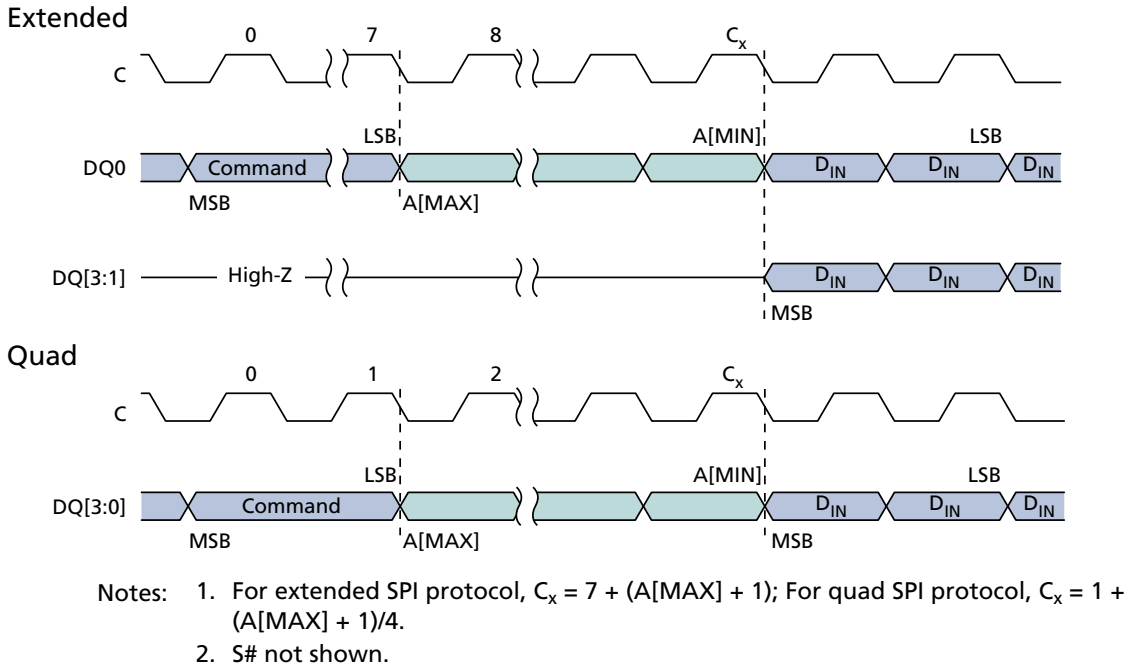 Extended
0 7 8 Cx
C
LSB A[MIN] LSB
DQ0 Command DIN DIN DIN
MSB A[MAX]
DQ[3:1] High-Z DIN DIN DIN
MSB
Quad
0 1 2 Cx
C
LSB A[MIN] LSB
DQ[3:0] Command DIN DIN DIN
MSB A[MAX] MSB
Notes: 1. For extended SPI protocol, Cx = 7 + (A[MAX] + 1); For quad SPI protocol, Cx = 1 +
(A[MAX] + 1)/4.
2. S# not shown.